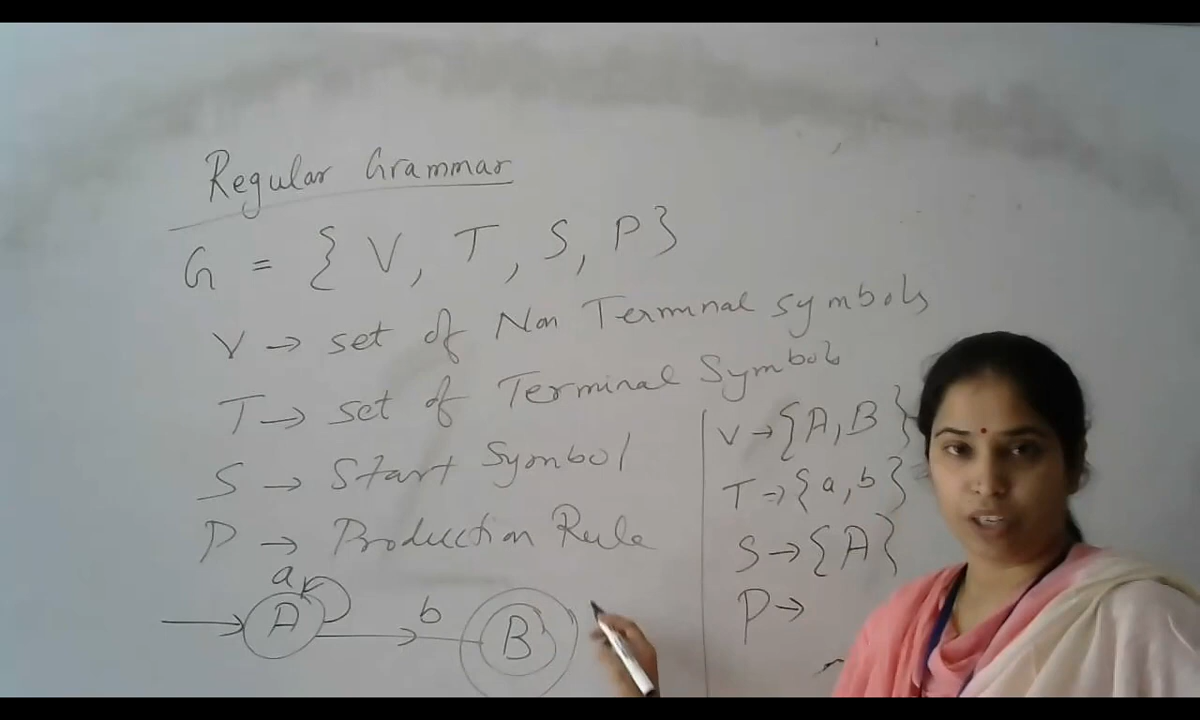 Regular Grammar
G = { V, T, S, P}
V → set of Non Terminal symbols
T → set of Terminal Symbols
S → Start Symbol
P → Production Rule
V → {A, B}
T → {a, b}
S → {A}
P →
a
A b B